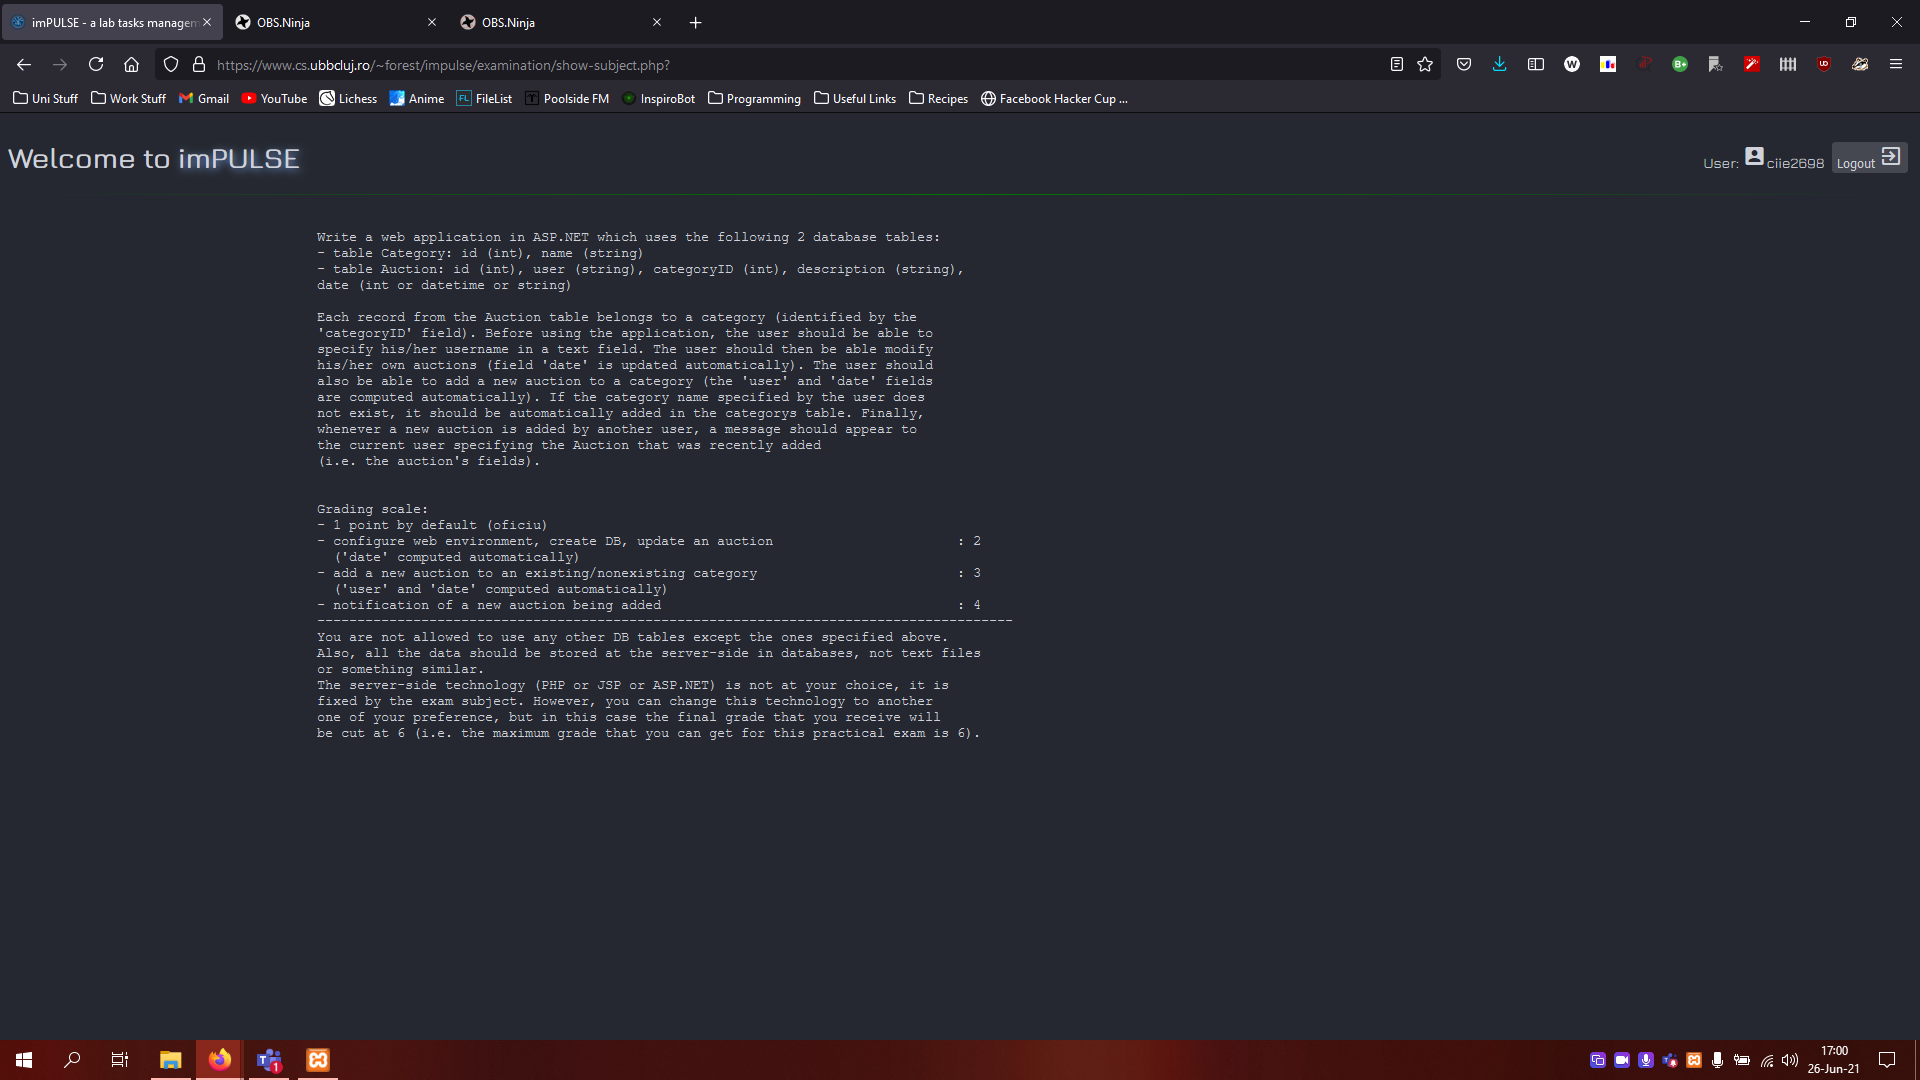 imPULSE - a lab tasks managem
OBS.Ninja
OBS.Ninja
https://www.cs.ubbcluj.ro/~forest/impulse/examination/show-subject.php?
Uni Stuff
Work Stuff
Gmail
YouTube
Lichess
Anime
FileList
Poolside FM
InspiroBot
Programming
Useful Links
Recipes
Facebook Hacker Cup ...
Welcome to imPULSE
User: ciie2698 Logout
Write a web application in ASP.NET which uses the following 2 database tables:
- table Category: id (int), name (string)
- table Auction: id (int), user (string), categoryID (int), description (string),
date (int or datetime or string)
Each record from the Auction table belongs to a category (identified by the
'categoryID' field). Before using the application, the user should be able to
specify his/her username in a text field. The user should then be able modify
his/her own auctions (field 'date' is updated automatically). The user should
also be able to add a new auction to a category (the 'user' and 'date' fields
are computed automatically). If the category name specified by the user does
not exist, it should be automatically added in the categorys table. Finally,
whenever a new auction is added by another user, a message should appear to
the current user specifying the Auction that was recently added
(i.e. the auction's fields).
Grading scale:
- 1 point by default (oficiu)
- configure web environment, create DB, update an auction : 2
('date' computed automatically)
- add a new auction to an existing/nonexisting category : 3
('user' and 'date' computed automatically)
- notification of a new auction being added : 4
---------------------------------------------------------------------------------------
You are not allowed to use any other DB tables except the ones specified above.
Also, all the data should be stored at the server-side in databases, not text files
or something similar.
The server-side technology (PHP or JSP or ASP.NET) is not at your choice, it is
fixed by the exam subject. However, you can change this technology to another
one of your preference, but in this case the final grade that you receive will
be cut at 6 (i.e. the maximum grade that you can get for this practical exam is 6).
17:00
26-Jun-21